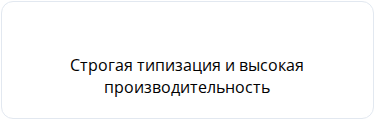 Строгая типизация и высокая
производительность